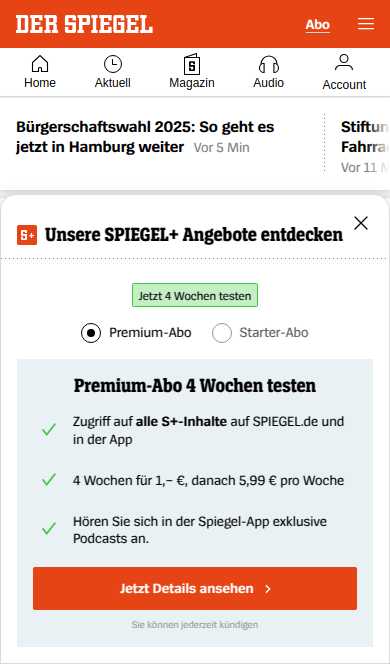 DER SPIEGEL
Abo
Home
Aktuell
Magazin
Audio
Account
Bürgerschaftswahl 2025: So geht es
jetzt in Hamburg weiter Vor 5 Min
Stiftun
Fahrra
Vor 11 M
S+ Unsere SPIEGEL+ Angebote entdecken
Jetzt 4 Wochen testen
Premium-Abo
Starter-Abo
Premium-Abo 4 Wochen testen
Zugriff auf alle S+-Inhalte auf SPIEGEL.de und
in der App
4 Wochen für 1,– €, danach 5,99 € pro Woche
Hören Sie sich in der Spiegel-App exklusive
Podcasts an.
Jetzt Details ansehen
Sie können jederzeit kündigen